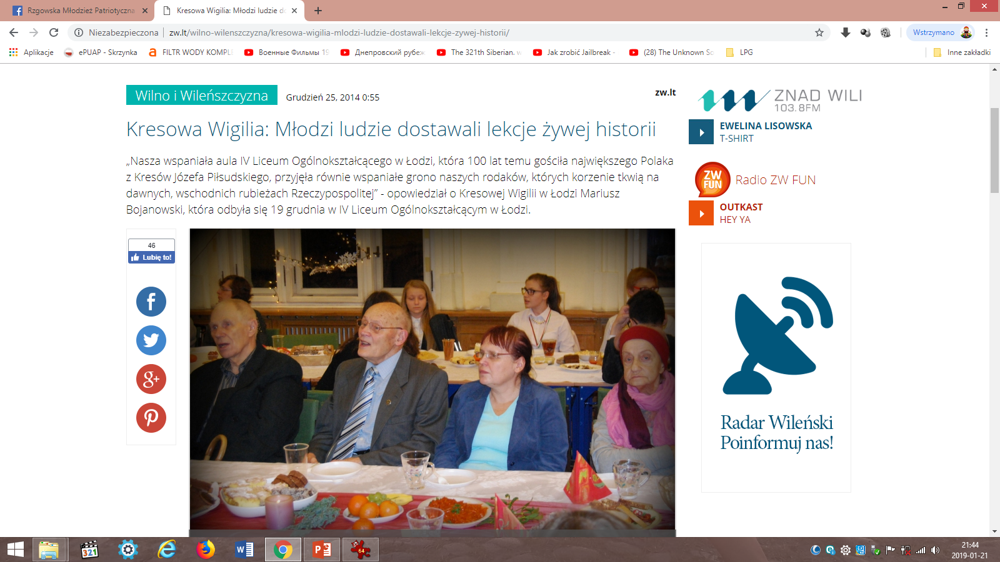 Rzgowska Młodzież Patriotyczna
Kresowa Wigilia: Młodzi ludzie do
Niezabezpieczona
zw.lt/wilno-wilenszczyzna/kresowa-wigilia-mlodzi-ludzie-dostawali-lekcje-zywej-historii/
Wstrzymano
Aplikacje
ePUAP - Skrzynka
FILTR WODY KOMPLE
Военные Фильмы 19
Днепровский рубеж
The 321th Siberian. w
Jak zrobić Jailbreak -
(28) The Unknown So
LPG
Inne zakładki
Wilno i Wileńszczyzna
Grudzień 25, 2014 0:55
zw.lt
Kresowa Wigilia: Młodzi ludzie dostawali lekcje żywej historii
„Nasza wspaniała aula IV Liceum Ogólnokształcącego w Łodzi, która 100 lat temu gościła największego Polaka
z Kresów Józefa Piłsudskiego, przyjęła równie wspaniałe grono naszych rodaków, których korzenie tkwią na
dawnych, wschodnich rubieżach Rzeczypospolitej” - opowiedział o Kresowej Wigilii w Łodzi Mariusz
Bojanowski, która odbyła się 19 grudnia w IV Liceum Ogólnokształcącym w Łodzi.
46
Lubię to!
ZNAD WILI
103.8FM
EWELINA LISOWSKA
T-SHIRT
ZW
FUN
Radio ZW FUN
OUTKAST
HEY YA
Radar Wileński
Poinformuj nas!
321
64
21:44
2019-01-21